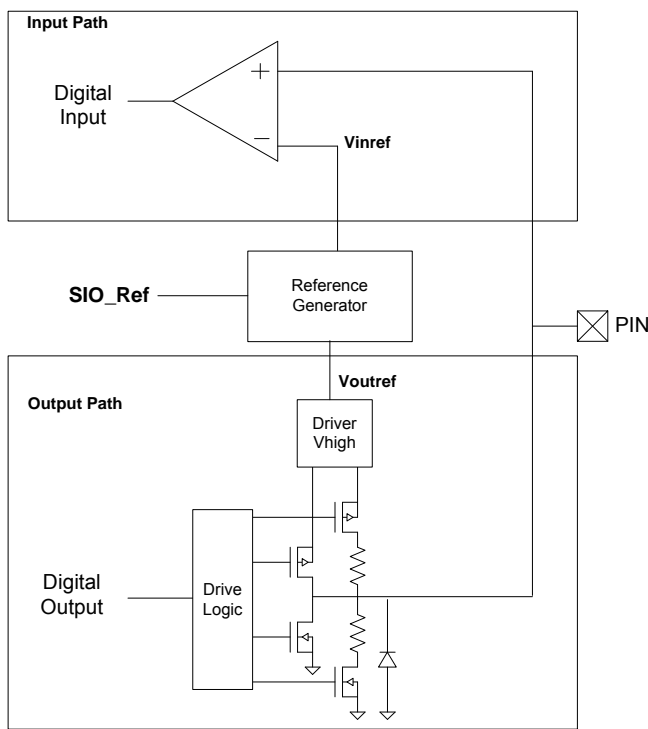 Input Path
Digital
Input
+
−
Vinref
SIO_Ref
Reference
Generator
PIN
Output Path
Voutref
Driver
Vhigh
Digital
Output
Drive
Logic